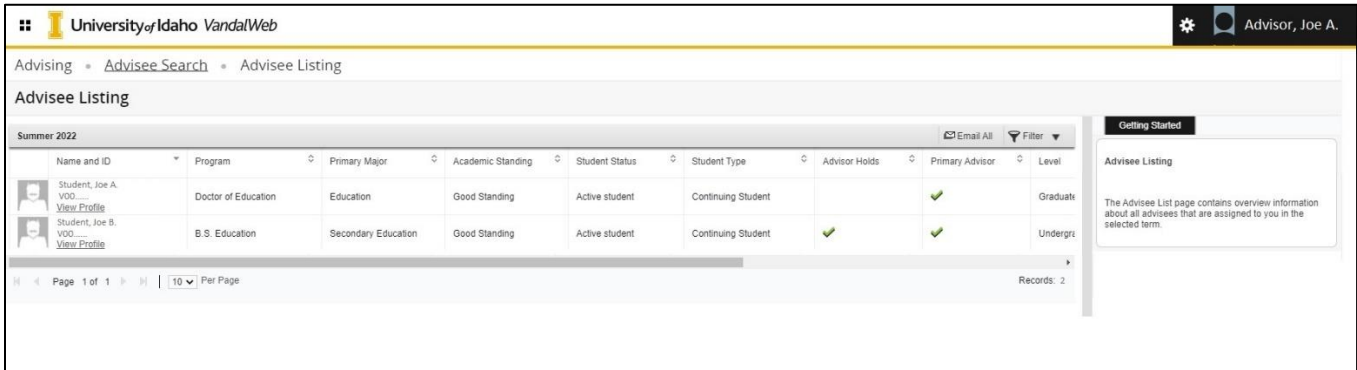 University of Idaho VandalWeb
Advisor, Joe A.
Advising • Advisee Search • Advisee Listing
Advisee Listing
Summer 2022 Email All Filter
Name and ID Program Primary Major Academic Standing Student Status Student Type Advisor Holds Primary Advisor Level
Student, Joe A.
V00......
View Profile
Doctor of Education Education Good Standing Active student Continuing Student Graduate
Student, Joe B.
V00......
View Profile
B.S. Education Secondary Education Good Standing Active student Continuing Student Undergra
Page 1 of 1 | 10 Per Page Records: 2
Getting Started
Advisee Listing
The Advisee List page contains overview information
about all advisees that are assigned to you in the
selected term.